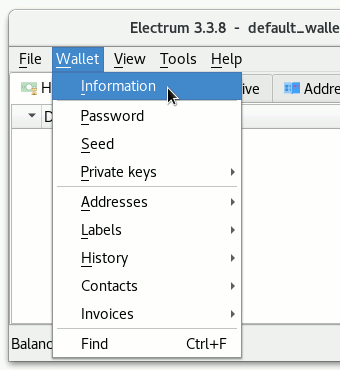 Electrum 3.3.8 - default_walle
File Wallet View Tools Help
Information
H
ive
Addre
D
Password
Seed
Private keys
Addresses
Labels
History
Contacts
Invoices
Find Ctrl+F
Balanc